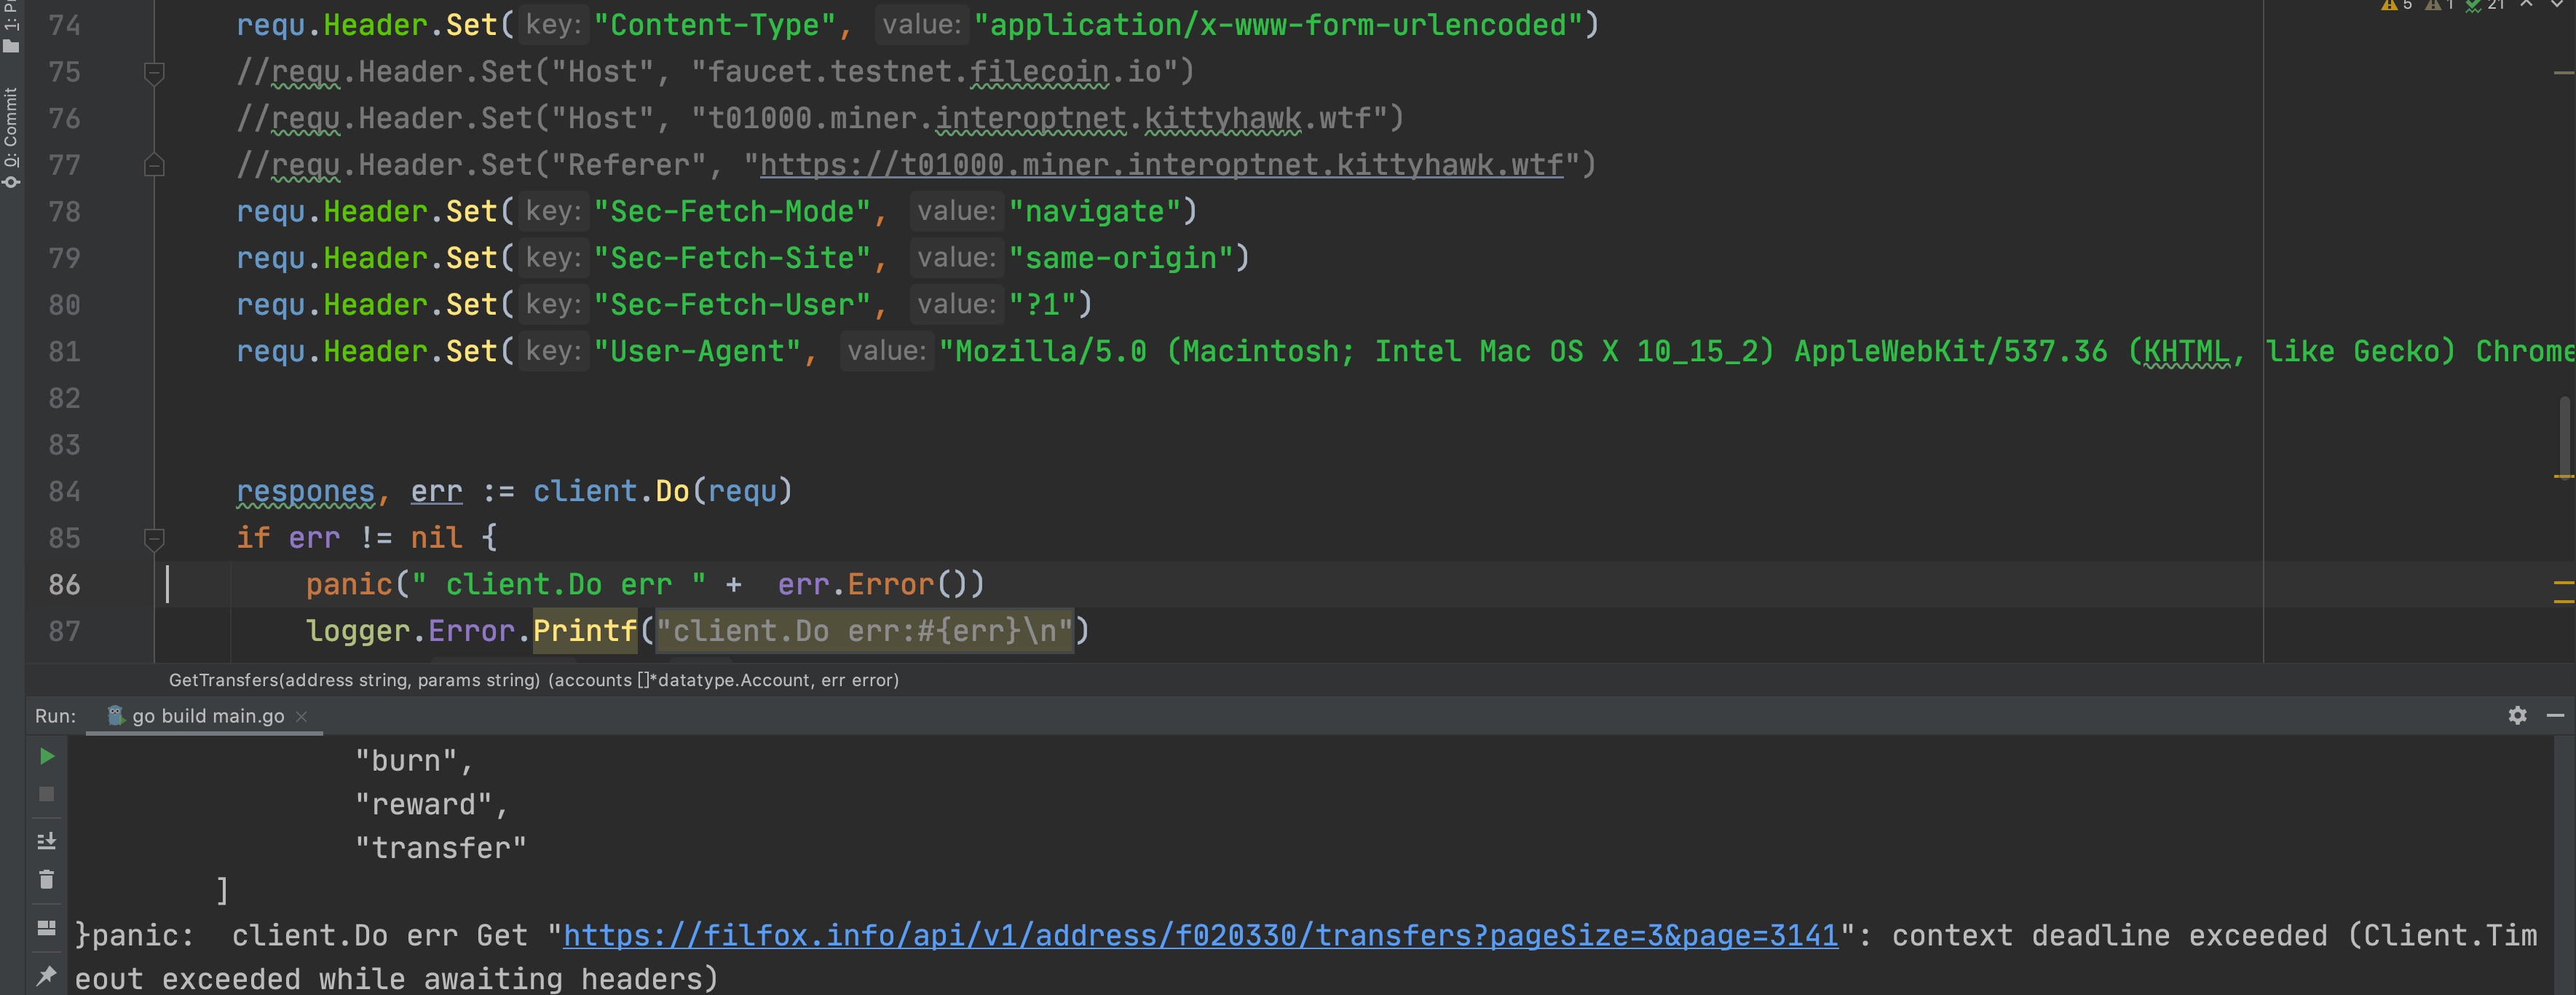 1: P
0: Commit
5 1 21
74 requ.Header.Set( key: "Content-Type", value: "application/x-www-form-urlencoded")
75 //requ.Header.Set("Host", "faucet.testnet.filecoin.io")
76 //requ.Header.Set("Host", "t01000.miner.interoptnet.kittyhawk.wtf")
77 //requ.Header.Set("Referer", "https://t01000.miner.interoptnet.kittyhawk.wtf")
78 requ.Header.Set( key: "Sec-Fetch-Mode", value: "navigate")
79 requ.Header.Set( key: "Sec-Fetch-Site", value: "same-origin")
80 requ.Header.Set( key: "Sec-Fetch-User", value: "?1")
81 requ.Header.Set( key: "User-Agent", value: "Mozilla/5.0 (Macintosh; Intel Mac OS X 10_15_2) AppleWebKit/537.36 (KHTML, like Gecko) Chrome
82
83
84 respones, err := client.Do(requ)
85 if err != nil {
86 panic(" client.Do err " +  err.Error())
87 logger.Error.Printf("client.Do err:#{err}\n")
GetTransfers(address string, params string) (accounts []*datatype.Account, err error)
Run: go build main.go
"burn",
"reward",
"transfer"
]
}panic:  client.Do err Get "https://filfox.info/api/v1/address/f020330/transfers?pageSize=3&page=3141": context deadline exceeded (Client.Tim
eout exceeded while awaiting headers)